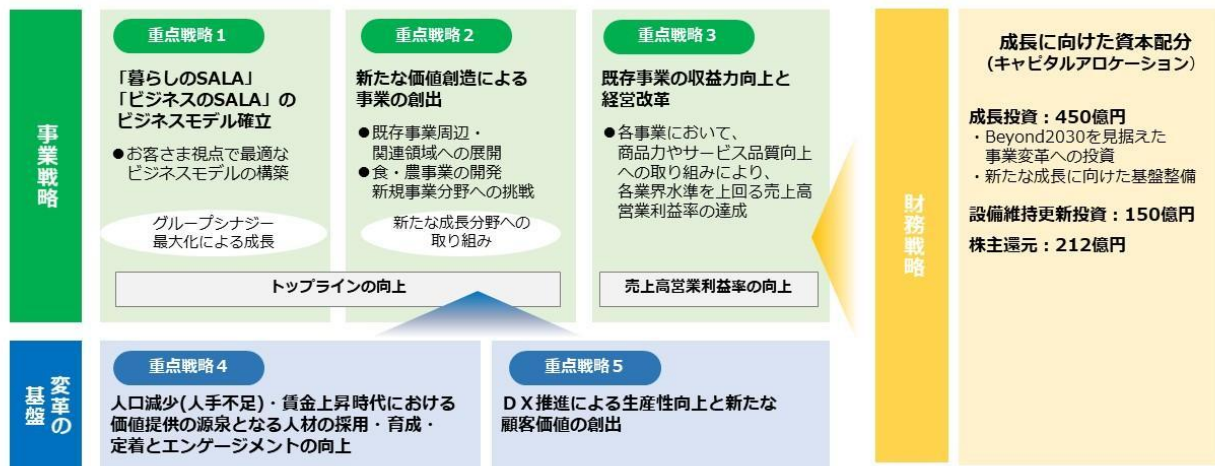 事業戦略
重点戦略1
「暮らしのSALA」
「ビジネスのSALA」の
ビジネスモデル確立
●お客さま視点で最適な
ビジネスモデルの構築
グループシナジー
最大化による成長
重点戦略2
新たな価値創造による
事業の創出
●既存事業周辺・
関連領域への展開
●食・農事業の開発
新規事業分野への挑戦
新たな成長分野への
取り組み
トップラインの向上
重点戦略3
既存事業の収益力向上と
経営改革
●各事業において、
商品力やサービス品質向上
への取り組みにより、
各業界水準を上回る売上高
営業利益率の達成
売上高営業利益率の向上
変革の
基盤
重点戦略4
人口減少(人手不足)・賃金上昇時代における
価値提供の源泉となる人材の採用・育成・
定着とエンゲージメントの向上
重点戦略5
ＤＸ推進による生産性向上と新たな
顧客価値の創出
財務戦略
成長に向けた資本配分
(キャピタルアロケーション)
成長投資：450億円
・Beyond2030を見据えた
事業変革への投資
・新たな成長に向けた基盤整備
設備維持更新投資：150億円
株主還元：212億円